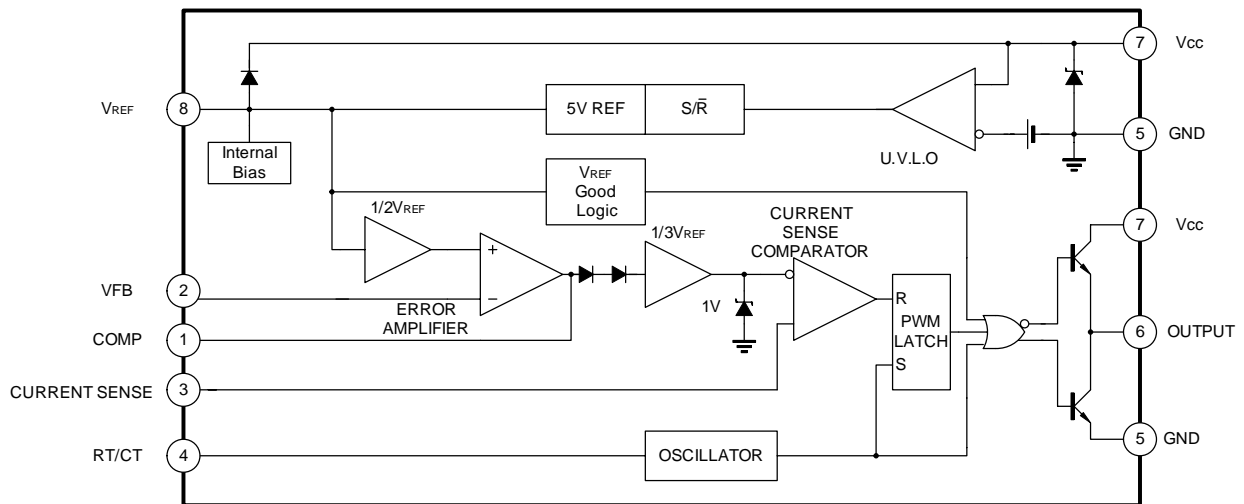 7 Vcc
VREF 8
5V REF S/R̅
Internal
Bias
U.V.L.O
5 GND
VREF
Good
Logic
1/2VREF
+
−
1/3VREF
CURRENT
SENSE
COMPARATOR
7 Vcc
VFB 2
ERROR
AMPLIFIER
1V
R
PWM
LATCH
S
COMP 1
6 OUTPUT
CURRENT SENSE 3
RT/CT 4
OSCILLATOR
5 GND